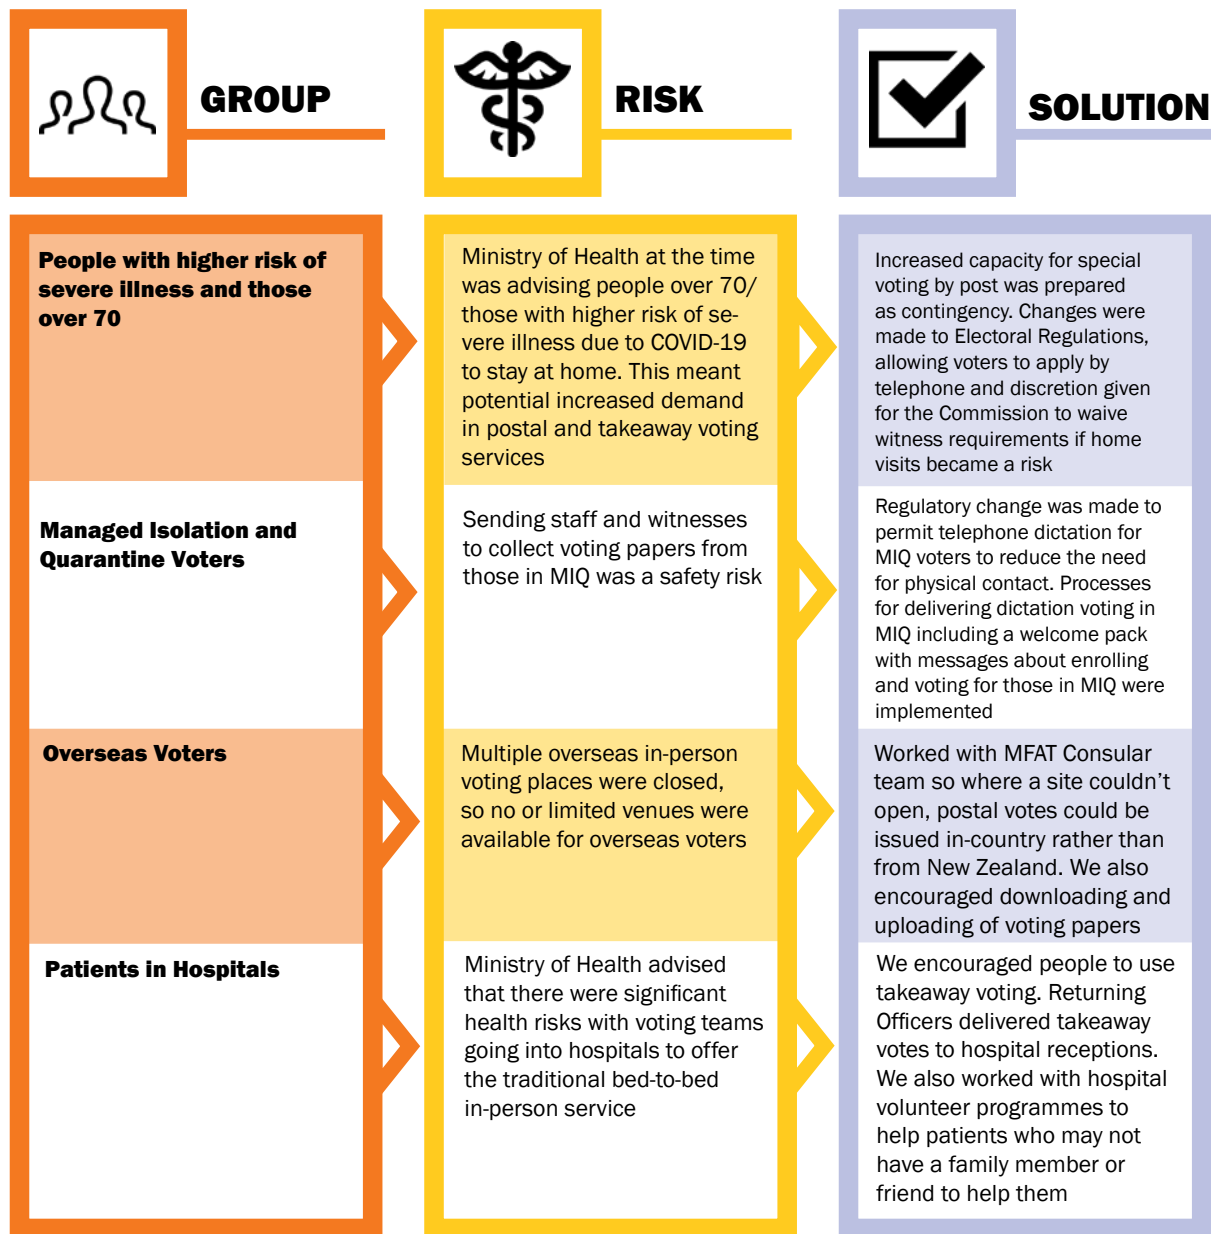 GROUP
RISK
SOLUTION
People with higher risk of
severe illness and those
over 70
Ministry of Health at the time
was advising people over 70/
those with higher risk of se-
vere illness due to COVID-19
to stay at home. This meant
potential increased demand
in postal and takeaway voting
services
Increased capacity for special
voting by post was prepared
as contingency. Changes were
made to Electoral Regulations,
allowing voters to apply by
telephone and discretion given
for the Commission to waive
witness requirements if home
visits became a risk
Managed Isolation and
Quarantine Voters
Sending staff and witnesses
to collect voting papers from
those in MIQ was a safety risk
Regulatory change was made to
permit telephone dictation for
MIQ voters to reduce the need
for physical contact. Processes
for delivering dictation voting in
MIQ including a welcome pack
with messages about enrolling
and voting for those in MIQ were
implemented
Overseas Voters
Multiple overseas in-person
voting places were closed,
so no or limited venues were
available for overseas voters
Worked with MFAT Consular
team so where a site couldn't
open, postal votes could be
issued in-country rather than
from New Zealand. We also
encouraged downloading and
uploading of voting papers
Patients in Hospitals
Ministry of Health advised
that there were significant
health risks with voting teams
going into hospitals to offer
the traditional bed-to-bed
in-person service
We encouraged people to use
takeaway voting. Returning
Officers delivered takeaway
votes to hospital receptions.
We also worked with hospital
volunteer programmes to
help patients who may not
have a family member or
friend to help them